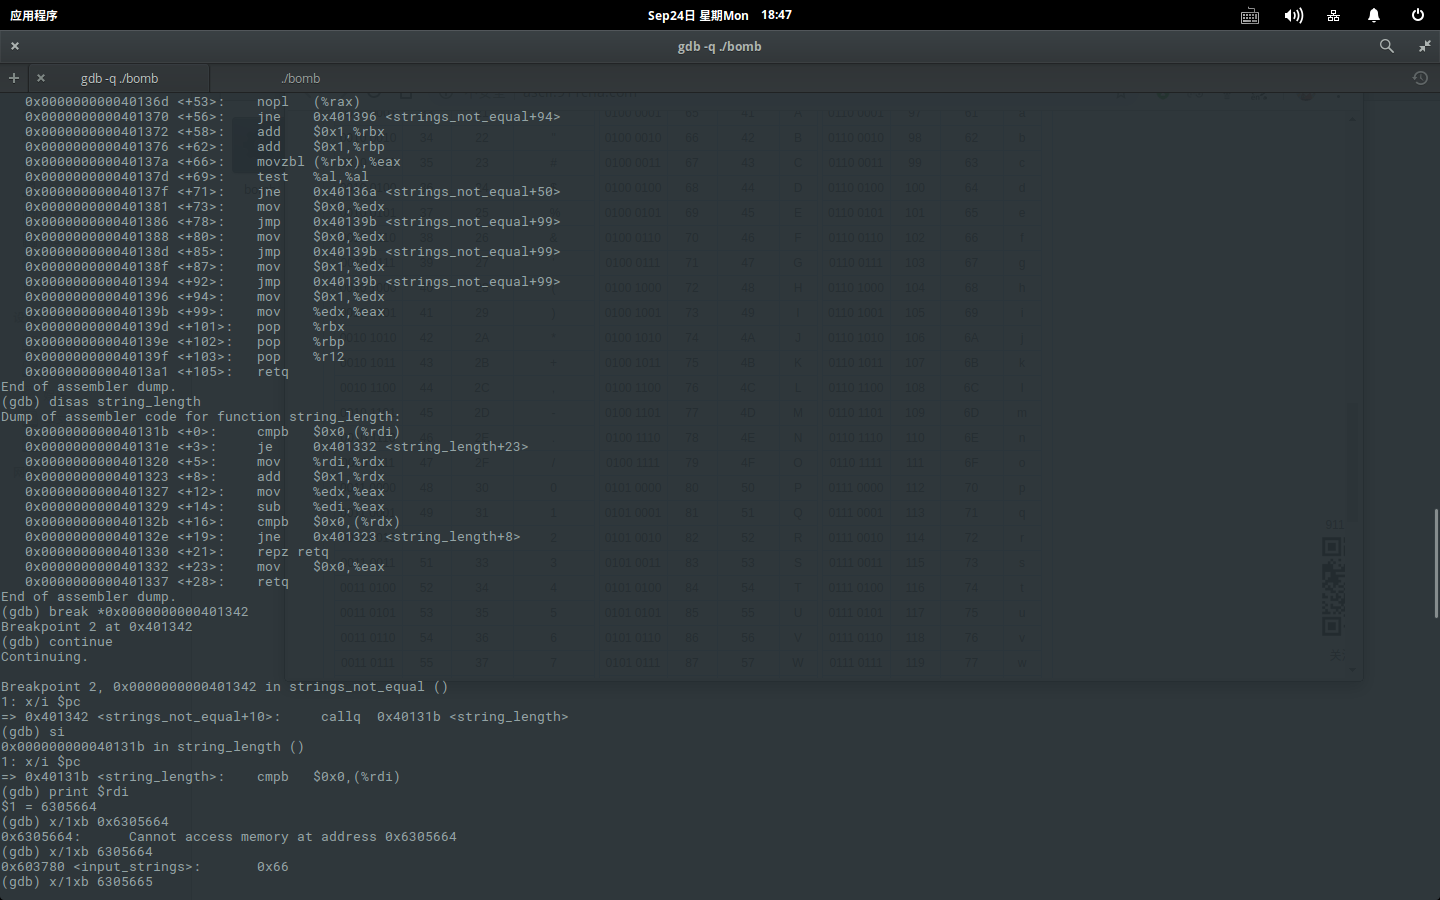 应用程序
Sep24日 星期Mon 18:47
gdb -q ./bomb
gdb -q ./bomb
./bomb
0x000000000040136d <+53>: nopl (%rax)
0x0000000000401370 <+56>: jne 0x401396 <strings_not_equal+94>
0x0000000000401372 <+58>: add $0x1,%rbx
0x0000000000401376 <+62>: add $0x1,%rbp
0x000000000040137a <+66>: movzbl (%rbx),%eax
0x000000000040137d <+69>: test %al,%al
0x000000000040137f <+71>: jne 0x40136a <strings_not_equal+50>
0x0000000000401381 <+73>: mov $0x0,%edx
0x0000000000401386 <+78>: jmp 0x40139b <strings_not_equal+99>
0x0000000000401388 <+80>: mov $0x0,%edx
0x000000000040138d <+85>: jmp 0x40139b <strings_not_equal+99>
0x000000000040138f <+87>: mov $0x1,%edx
0x0000000000401394 <+92>: jmp 0x40139b <strings_not_equal+99>
0x0000000000401396 <+94>: mov $0x1,%edx
0x000000000040139b <+99>: mov %edx,%eax
0x000000000040139d <+101>: pop %rbx
0x000000000040139e <+102>: pop %rbp
0x000000000040139f <+103>: pop %r12
0x00000000004013a1 <+105>: retq
End of assembler dump.
(gdb) disas string_length
Dump of assembler code for function string_length:
0x000000000040131b <+0>: cmpb $0x0,(%rdi)
0x000000000040131e <+3>: je 0x401332 <string_length+23>
0x0000000000401320 <+5>: mov %rdi,%rdx
0x0000000000401323 <+8>: add $0x1,%rdx
0x0000000000401327 <+12>: mov %edx,%eax
0x0000000000401329 <+14>: sub %edi,%eax
0x000000000040132b <+16>: cmpb $0x0,(%rdx)
0x000000000040132e <+19>: jne 0x401323 <string_length+8>
0x0000000000401330 <+21>: repz retq
0x0000000000401332 <+23>: mov $0x0,%eax
0x0000000000401337 <+28>: retq
End of assembler dump.
(gdb) break *0x0000000000401342
Breakpoint 2 at 0x401342
(gdb) continue
Continuing.
Breakpoint 2, 0x0000000000401342 in strings_not_equal ()
1: x/i $pc
=> 0x401342 <strings_not_equal+10>: callq 0x40131b <string_length>
(gdb) si
0x000000000040131b in string_length ()
1: x/i $pc
=> 0x40131b <string_length>: cmpb $0x0,(%rdi)
(gdb) print $rdi
$1 = 6305664
(gdb) x/1xb 0x6305664
0x6305664: Cannot access memory at address 0x6305664
(gdb) x/1xb 6305664
0x603780 <input_strings>: 0x66
(gdb) x/1xb 6305665